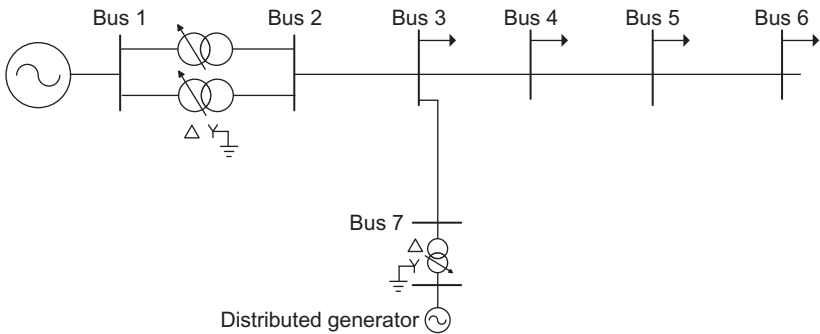 Bus 1
Bus 2
Bus 3
Bus 4
Bus 5
Bus 6
Δ Y
Bus 7
Δ
Y
Distributed generator